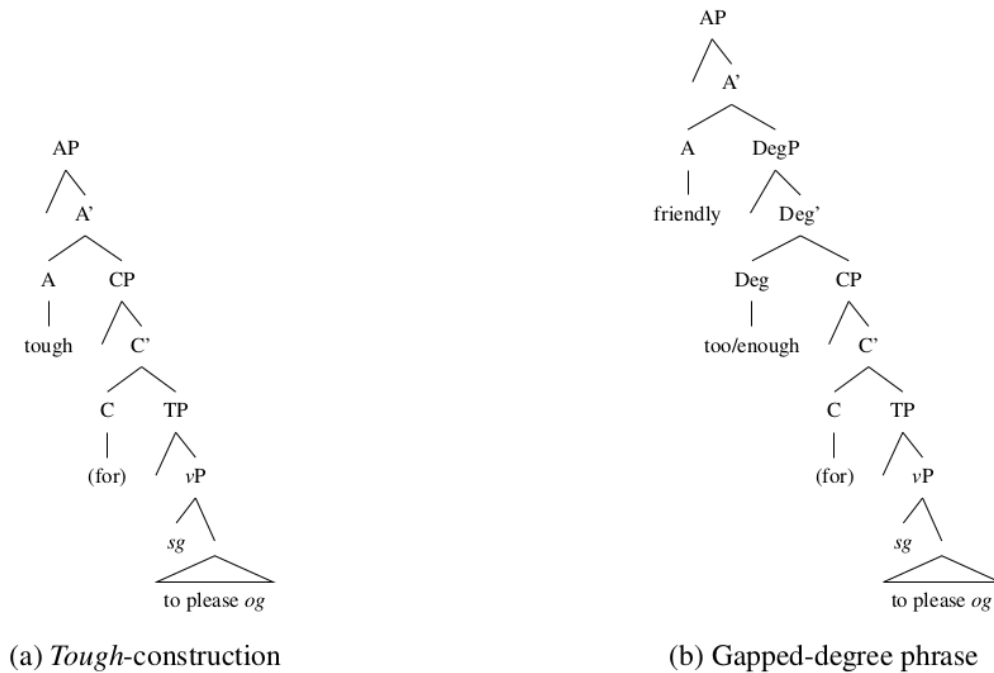 AP
A'
A CP
tough
C'
C TP
(for)
vP
sg
to please og
(a) Tough-construction
AP
A'
A DegP
friendly
Deg'
Deg CP
too/enough
C'
C TP
(for)
vP
sg
to please og
(b) Gapped-degree phrase